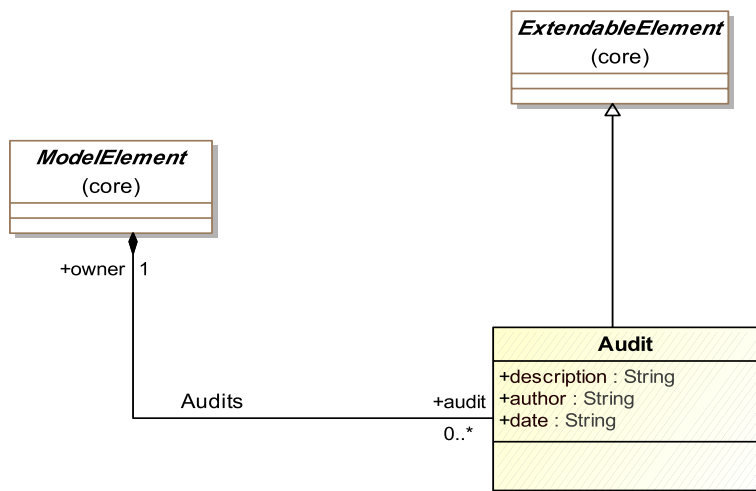 ExtendableElement
(core)
ModelElement
(core)
+owner 1
Audit
+description : String
+author : String
+date : String
Audits
+audit
0..*